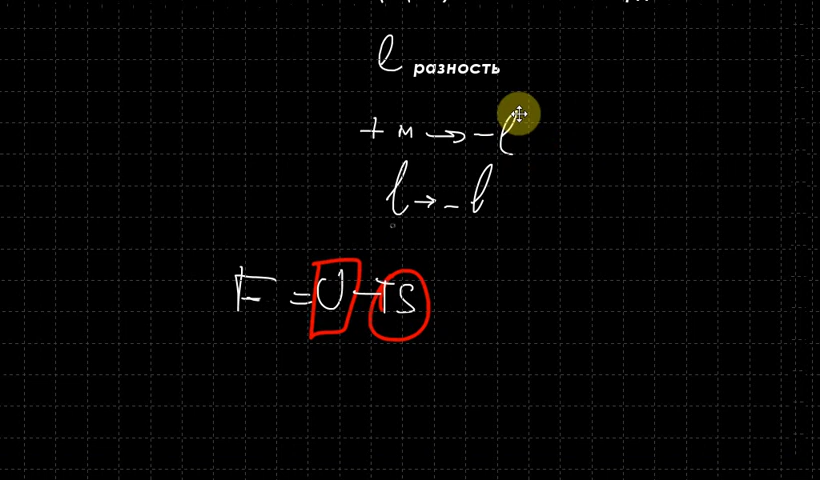 l разность
+ м → - l
l → - l
F = U - TS